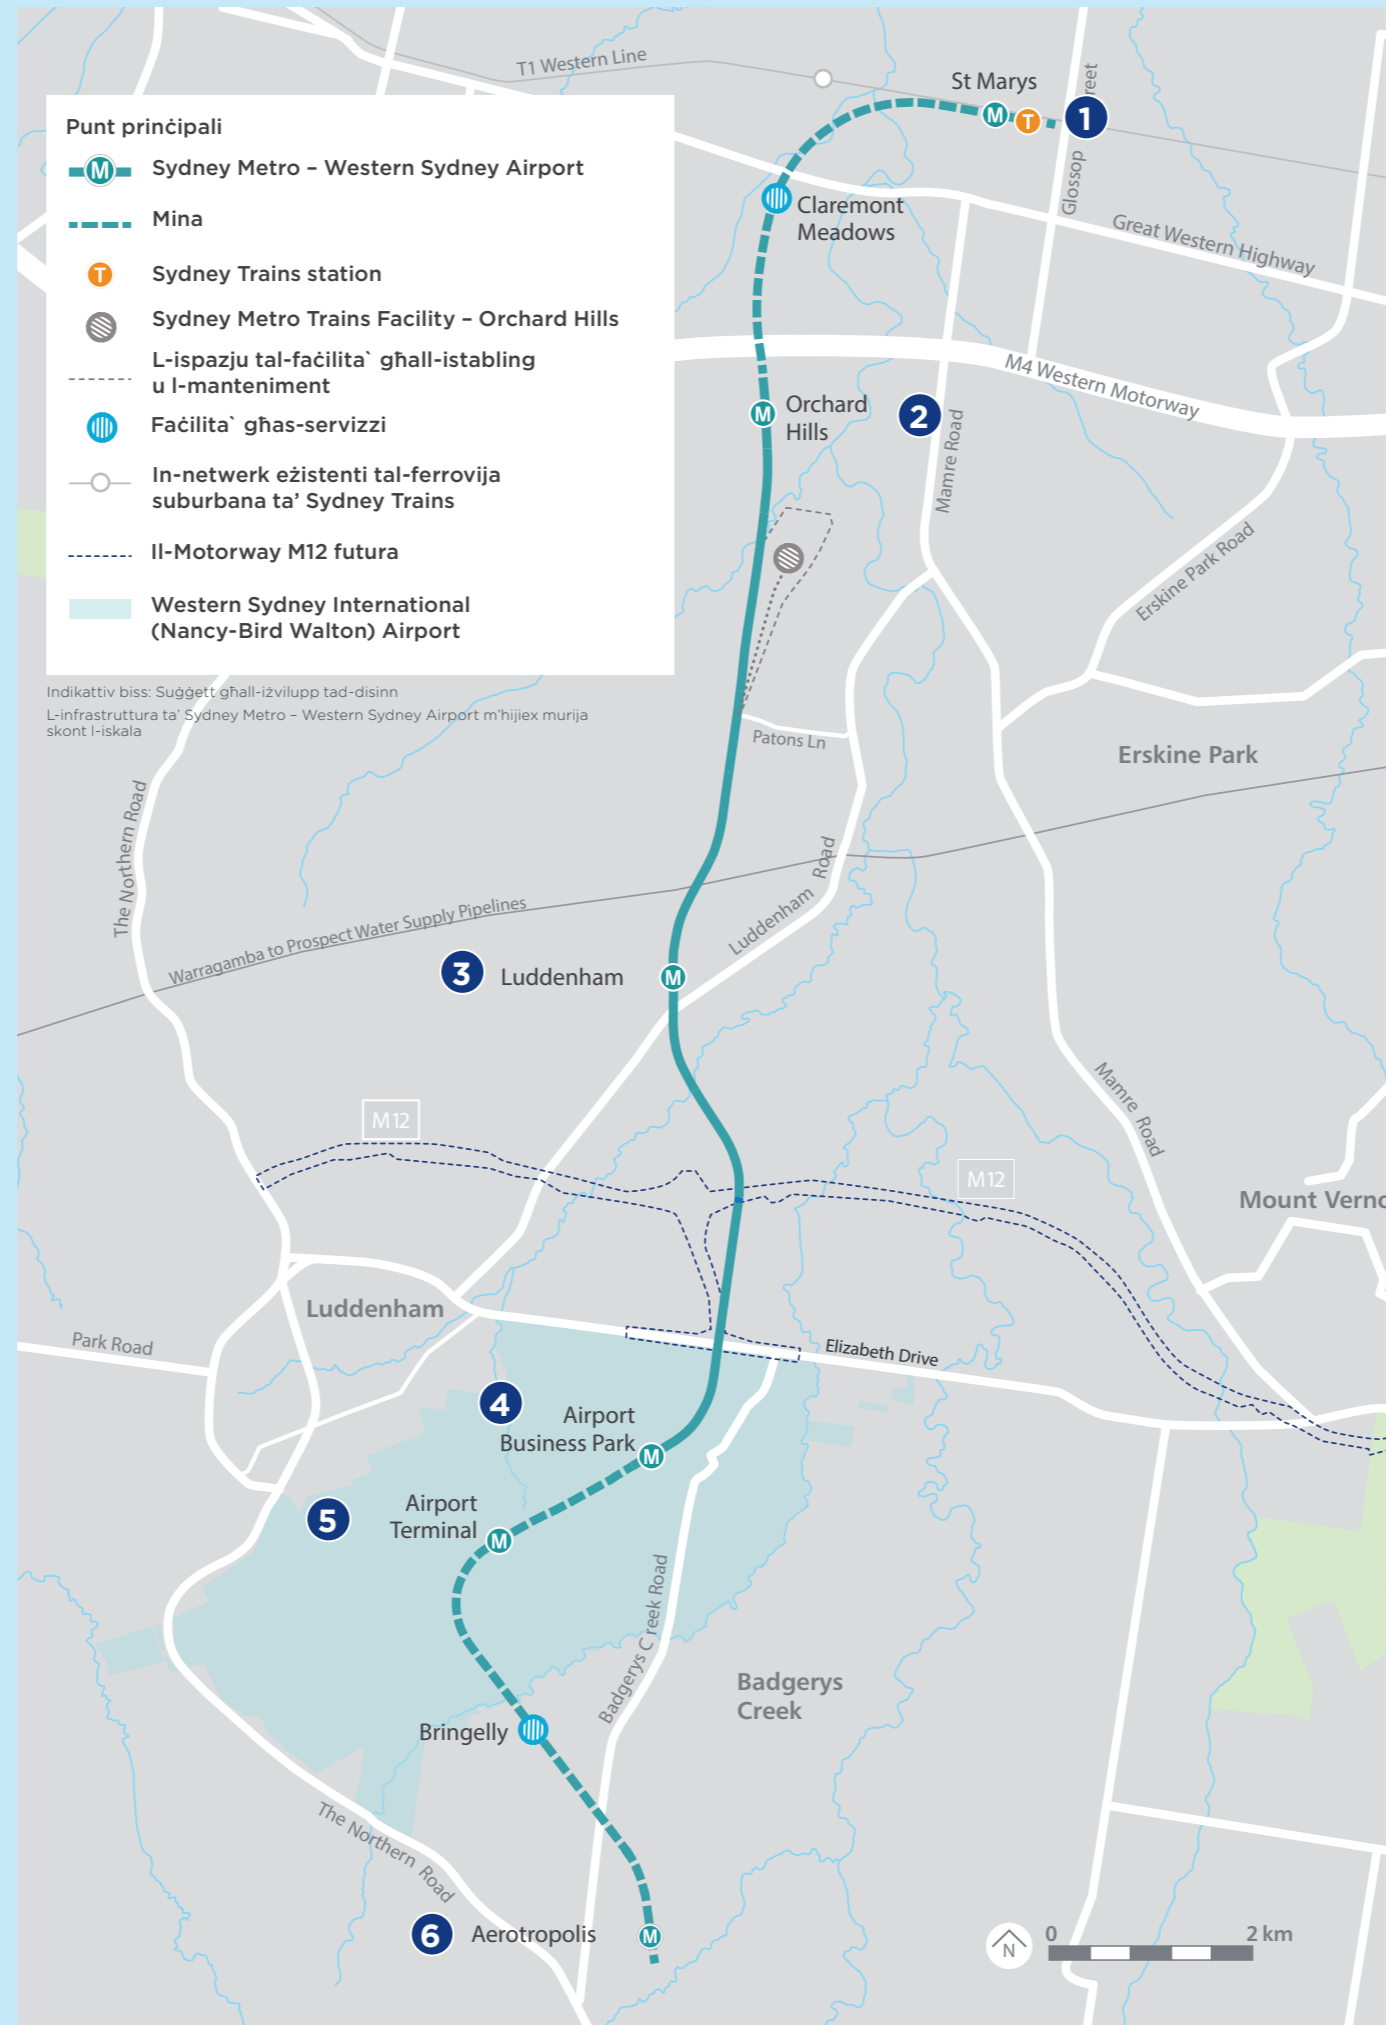 T1 Western Line
St Marys
M
T
1
Glossop
reet
Punt prinċipali
M
Sydney Metro – Western Sydney Airport
Mina
T
Sydney Trains station
Sydney Metro Trains Facility – Orchard Hills
L-ispazju tal-faċilita` għall-istabling
u l-manteniment
Faċilita` għas-servizzi
In-netwerk eżistenti tal-ferrovija
suburbana ta’ Sydney Trains
Il-Motorway M12 futura
Western Sydney International
(Nancy-Bird Walton) Airport
Indikattiv biss: Suġġett għall-iżvilupp tad-disinn
L-infrastruttura ta’ Sydney Metro – Western Sydney Airport m’hijiex murija
skont l-iskala
Claremont
Meadows
Great Western Highway
M4 Western Motorway
M
Orchard
Hills
2
Mamre Road
Erskine Park Road
Patons Ln
Erskine Park
The Northern Road
Luddenham Road
Warragamba to Prospect Water Supply Pipelines
3
Luddenham
M
Mamre Road
M12
M12
Mount Verno
Luddenham
Park Road
Elizabeth Drive
4
Airport
Business Park
M
5
Airport
Terminal
M
Badgerys C reek Road
Badgerys
Creek
Bringelly
The Northern Road
6
Aerotropolis
M
N
0
2 km